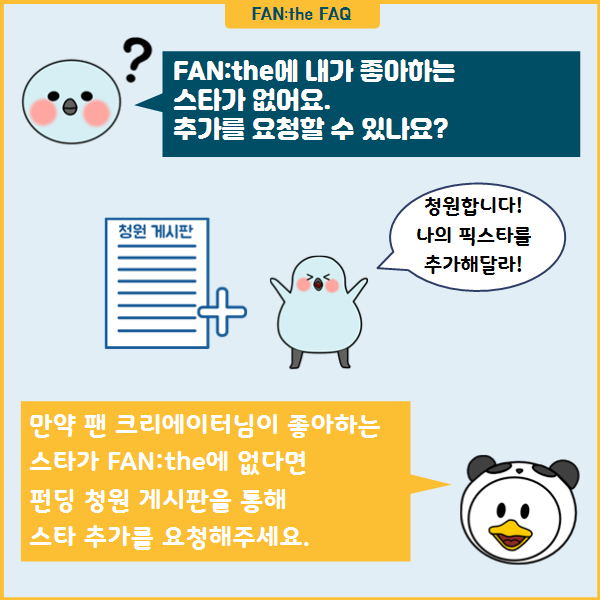 FAN:the FAQ
?
FAN:the에 내가 좋아하는
스타가 없어요.
추가를 요청할 수 있나요?
청원합니다!
나의 픽스타를
추가해달라!
청원 게시판
만약 팬 크리에이터님이 좋아하는
스타가 FAN:the에 없다면
펀딩 청원 게시판을 통해
스타 추가를 요청해주세요.